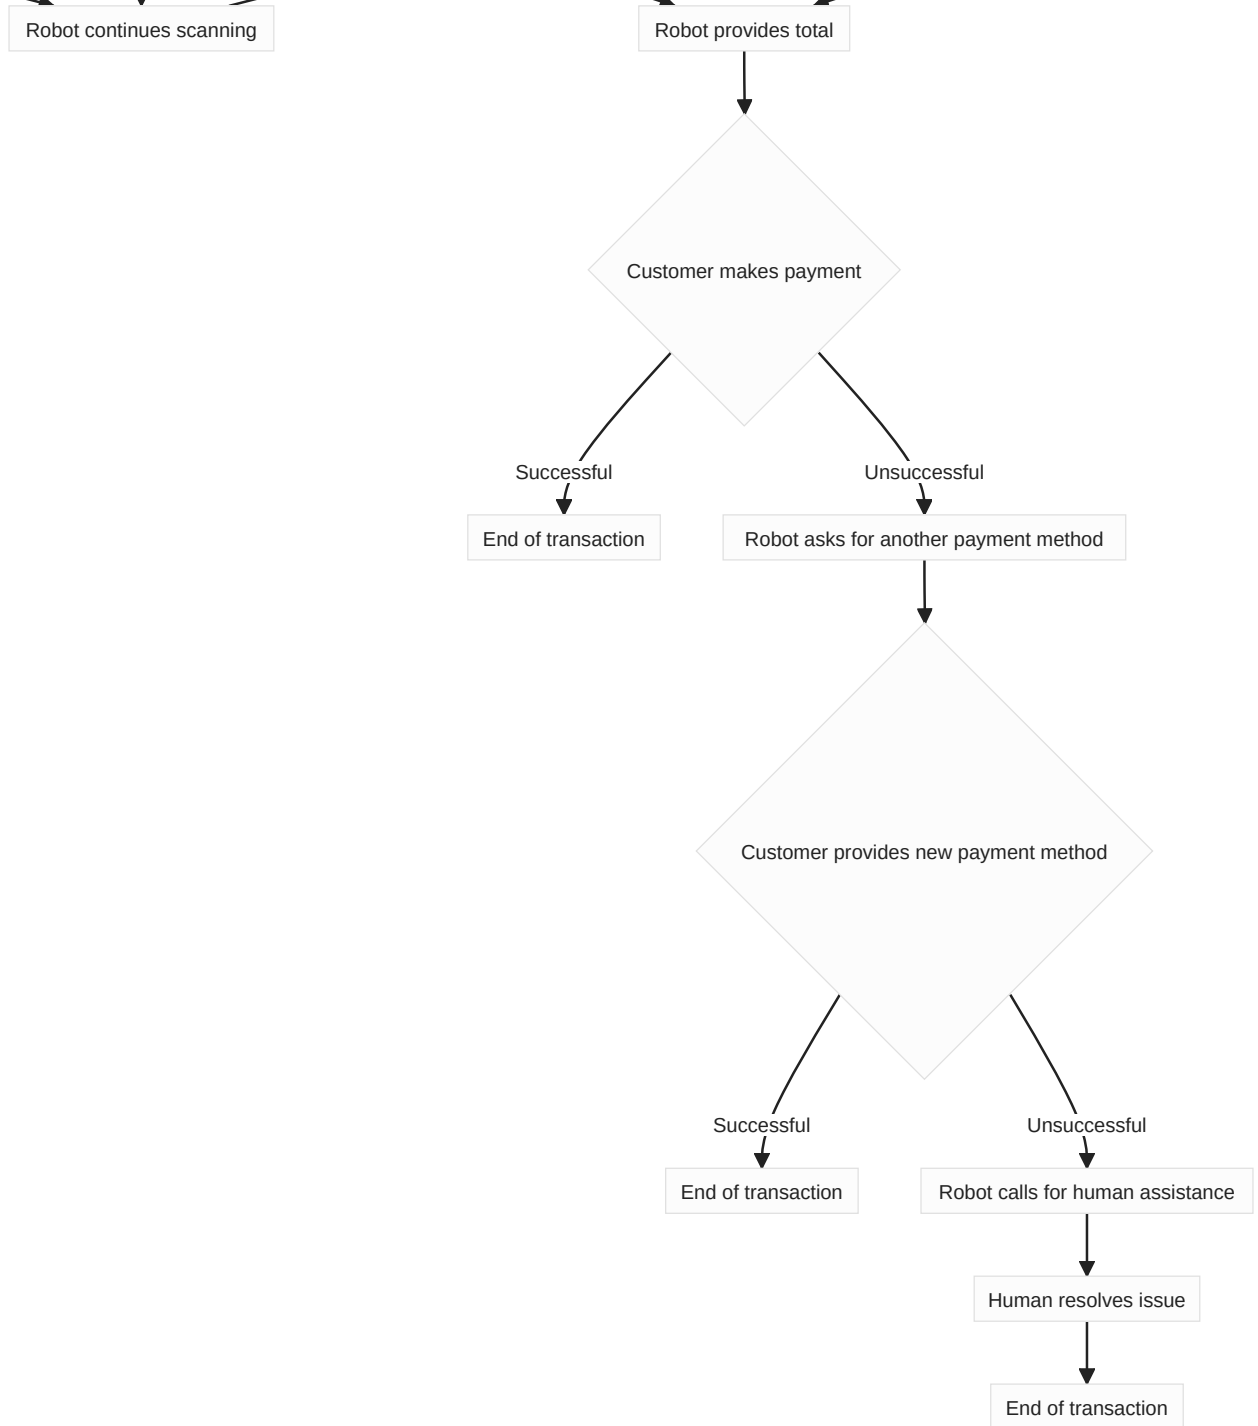 Robot continues scanning
Robot provides total
Customer makes payment
Successful
Unsuccessful
End of transaction
Robot asks for another payment method
Customer provides new payment method
Successful
Unsuccessful
End of transaction
Robot calls for human assistance
Human resolves issue
End of transaction